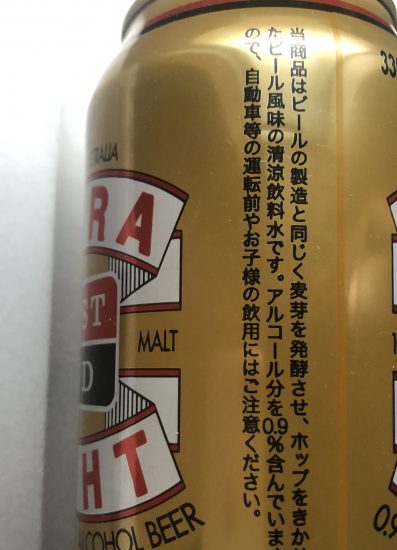 当商品はビールの製造と同じく麦芽を発酵させ、ホップをきかせ
たビール風味の清涼飲料水です。アルコール分を0.9%含んでいます
ので、自動車等の運転前やお子様の飲用にはご注意ください。
RALIA
RA
ST
D
MALT
HT
ALCOHOL BEER
33
0.9